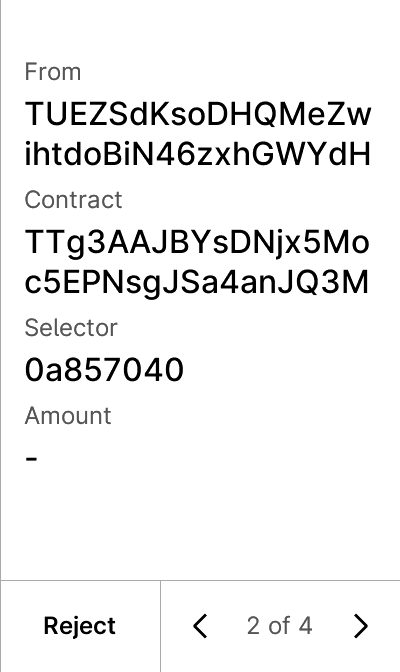 From
TUEZSdKsoDHQMeZw
ihtdoBiN46zxhGWYdH
Contract
TTg3AAJBYsDNjx5Mo
c5EPNsgJSa4anJQ3M
Selector
0a857040
Amount
-
Reject
2 of 4